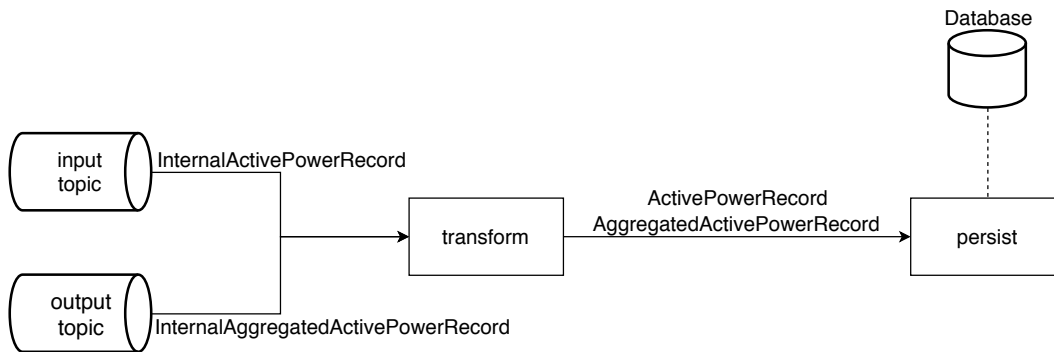 Database
input
topic
InternalActivePowerRecord
transform
ActivePowerRecord
AggregatedActivePowerRecord
persist
output
topic
InternalAggregatedActivePowerRecord